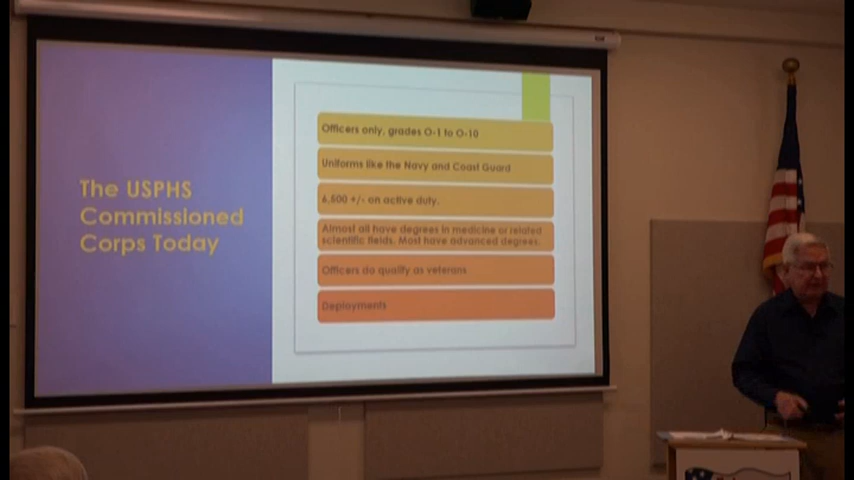 The USPHS
Commissioned
Corps Today
Officers only, grades O-1 to O-10
Uniforms like the Navy and Coast Guard
6,500 +/- on active duty.
Almost all have degrees in medicine or related
scientific fields. Most have advanced degrees.
Officers do qualify as veterans
Deployments